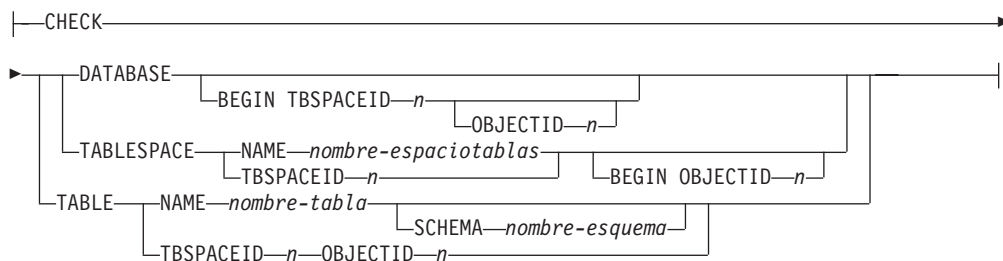 CHECK
DATABASE
BEGIN TBSPACEID n
OBJECTID n
TABLESPACE NAME nombre-espaciotablas
TBSPACEID n
BEGIN OBJECTID n
TABLE NAME nombre-tabla
SCHEMA nombre-esquema
TBSPACEID n OBJECTID n